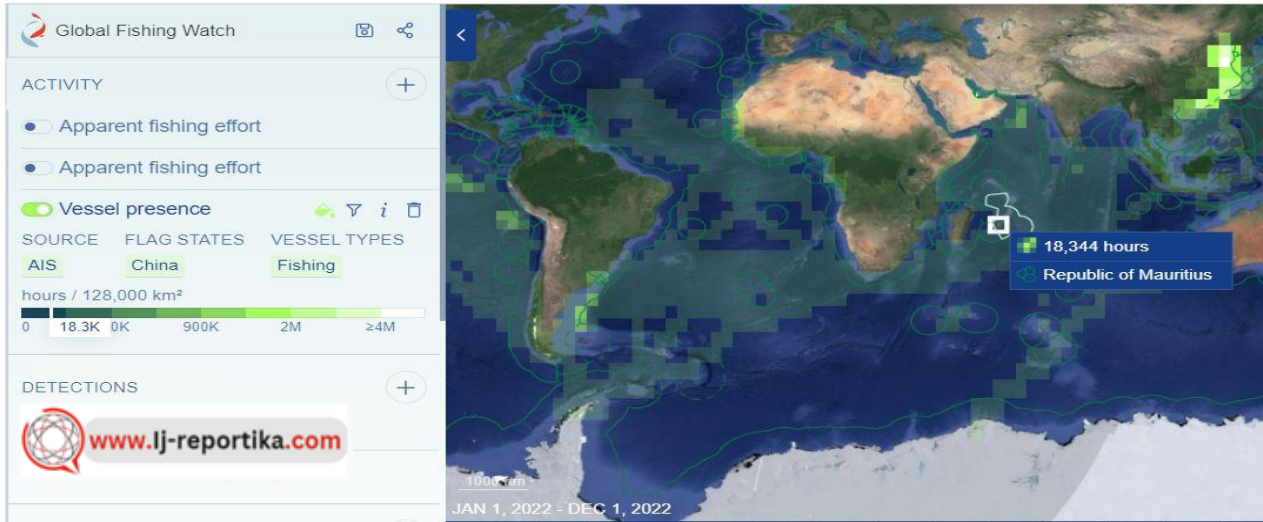 Global Fishing Watch
ACTIVITY
Apparent fishing effort
Apparent fishing effort
Vessel presence
i
SOURCE FLAG STATES VESSEL TYPES
AIS China Fishing
hours / 128,000 km²
0 18.3K 0K 900K 2M ≥4M
DETECTIONS
www.lj-reportika.com
<
18,344 hours
Republic of Mauritius
1000 nm
JAN 1, 2022 - DEC 1, 2022